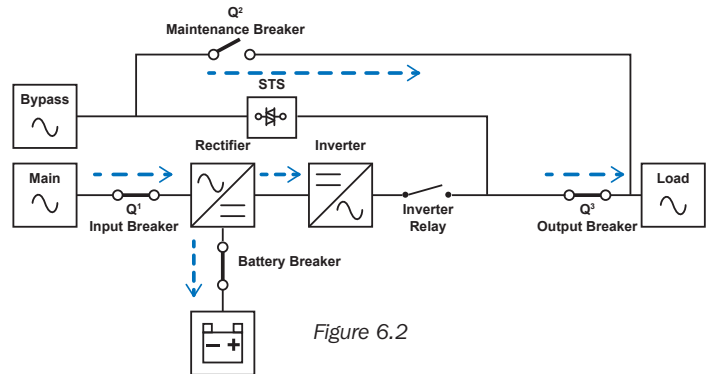 Q²
Maintenance Breaker
STS
Bypass
Rectifier
Inverter
Main
Load
Q¹
Input Breaker
Inverter
Relay
Q³
Output Breaker
Battery Breaker
– +
Figure 6.2